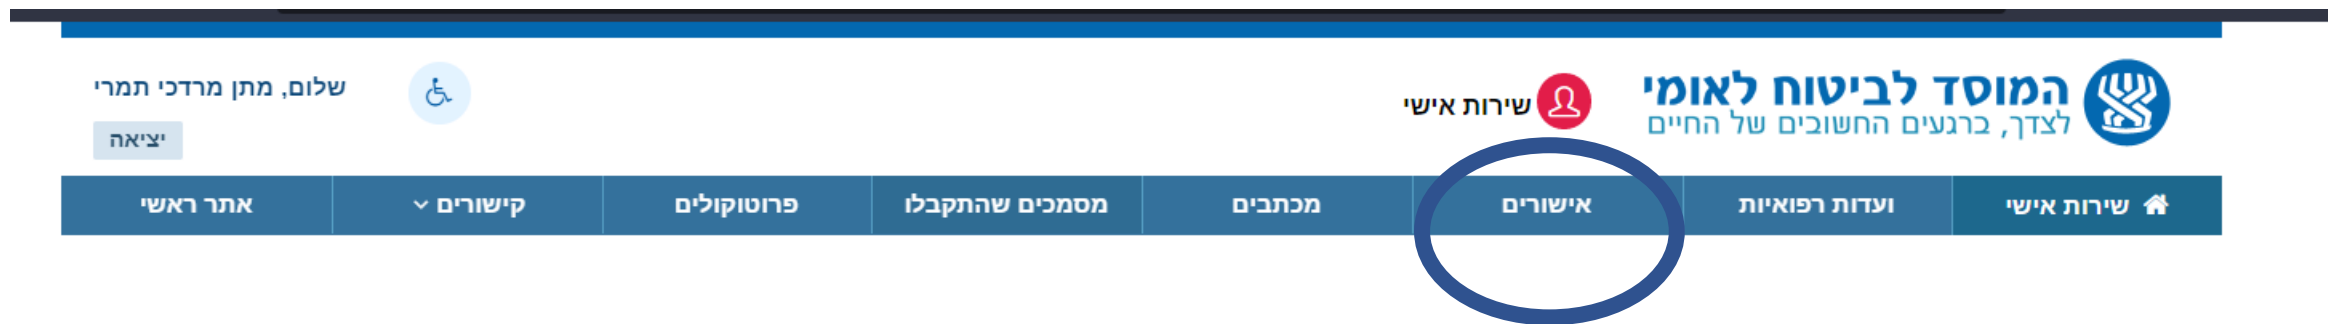 המוסד לביטוח לאומי
לצדך, ברגעים החשובים של החיים
שירות אישי
שלום, מתן מרדכי תמרי
יציאה
שירות אישי
ועדות רפואיות
אישורים
מכתבים
מסמכים שהתקבלו
פרוטוקולים
קישורים
אתר ראשי